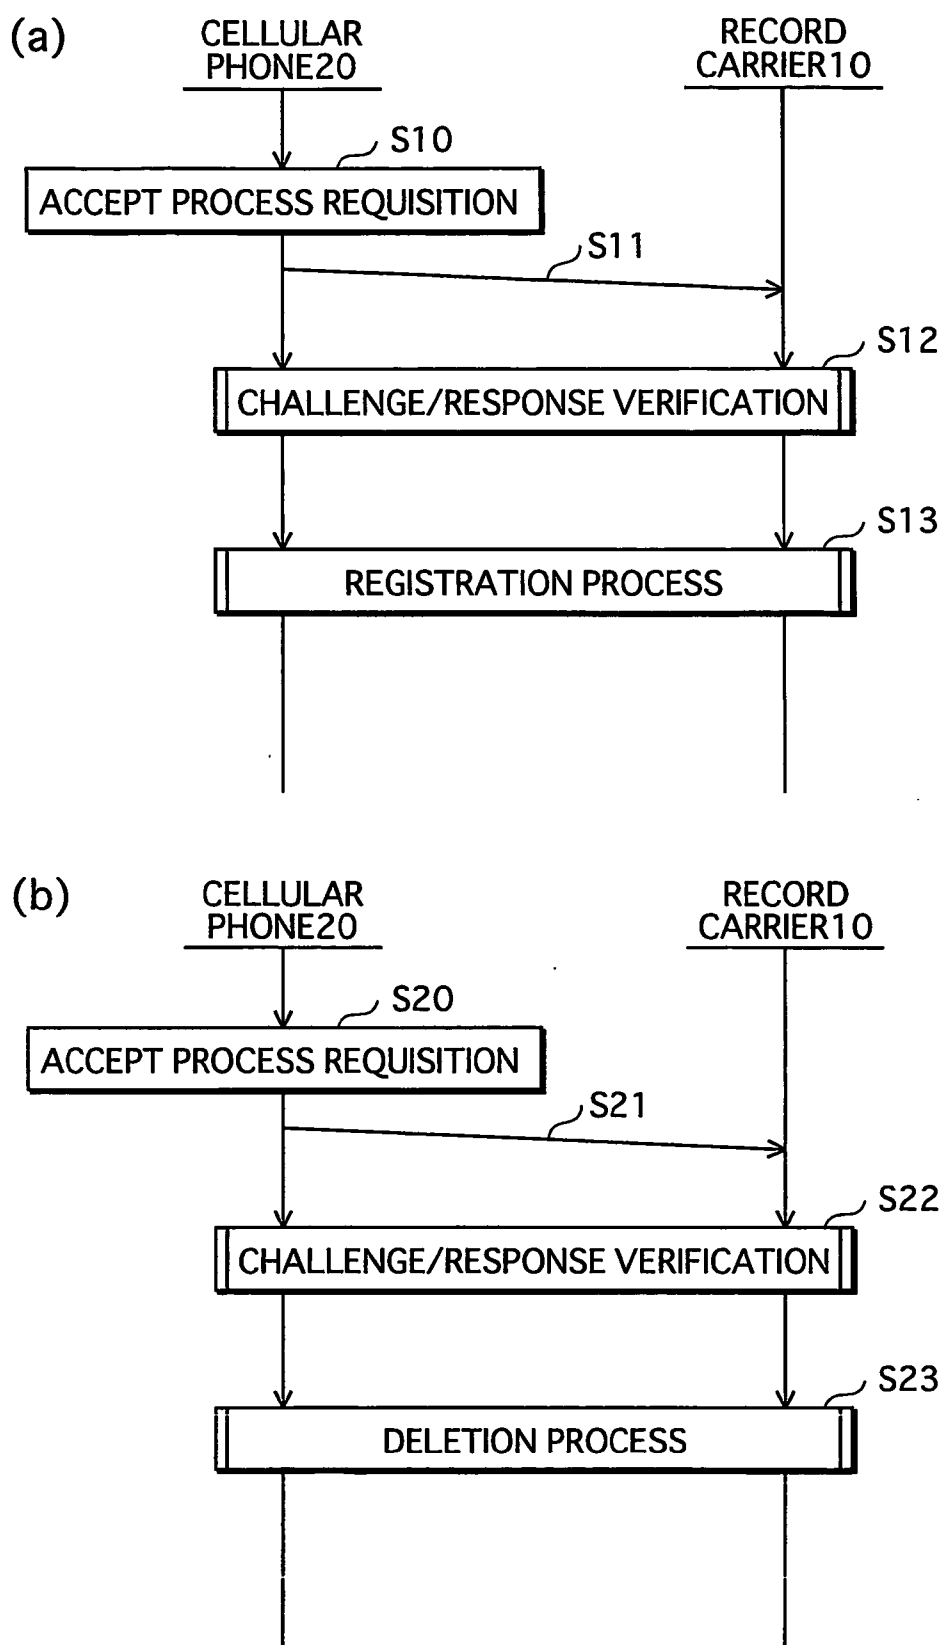 (a)
CELLULAR
PHONE20
RECORD
CARRIER10
S10
ACCEPT PROCESS REQUISITION
S11
S12
CHALLENGE/RESPONSE VERIFICATION
S13
REGISTRATION PROCESS
(b)
CELLULAR
PHONE20
RECORD
CARRIER10
S20
ACCEPT PROCESS REQUISITION
S21
S22
CHALLENGE/RESPONSE VERIFICATION
S23
DELETION PROCESS